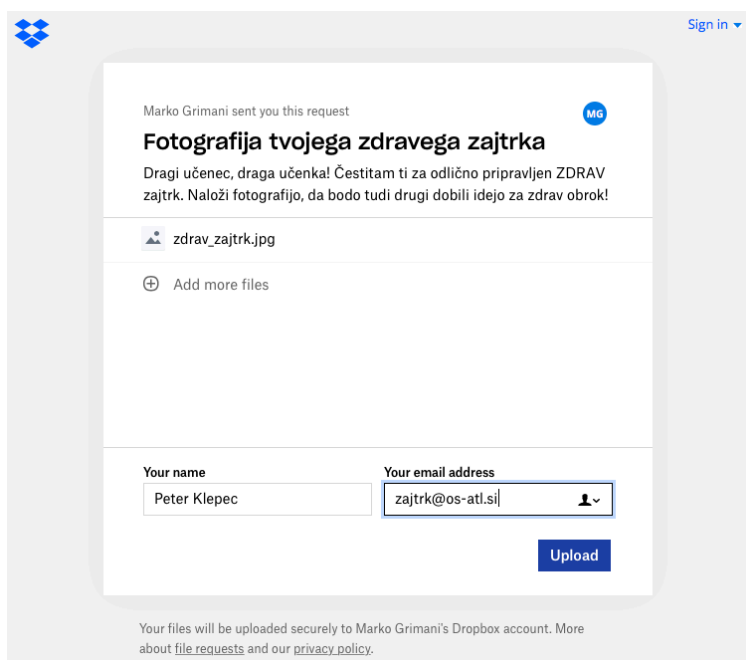 Sign in
Marko Grimani sent you this request
MG
Fotografija tvojega zdravega zajtrka
Dragi učenec, draga učenka! Čestitam ti za odlično pripravljen ZDRAV
zajtrk. Naloži fotografijo, da bodo tudi drugi dobili idejo za zdrav obrok!
zdrav_zajtrk.jpg
Add more files
Your name
Your email address
Peter Klepec
zajtrk@os-atl.si
Upload
Your files will be uploaded securely to Marko Grimani's Dropbox account. More
about file requests and our privacy policy.